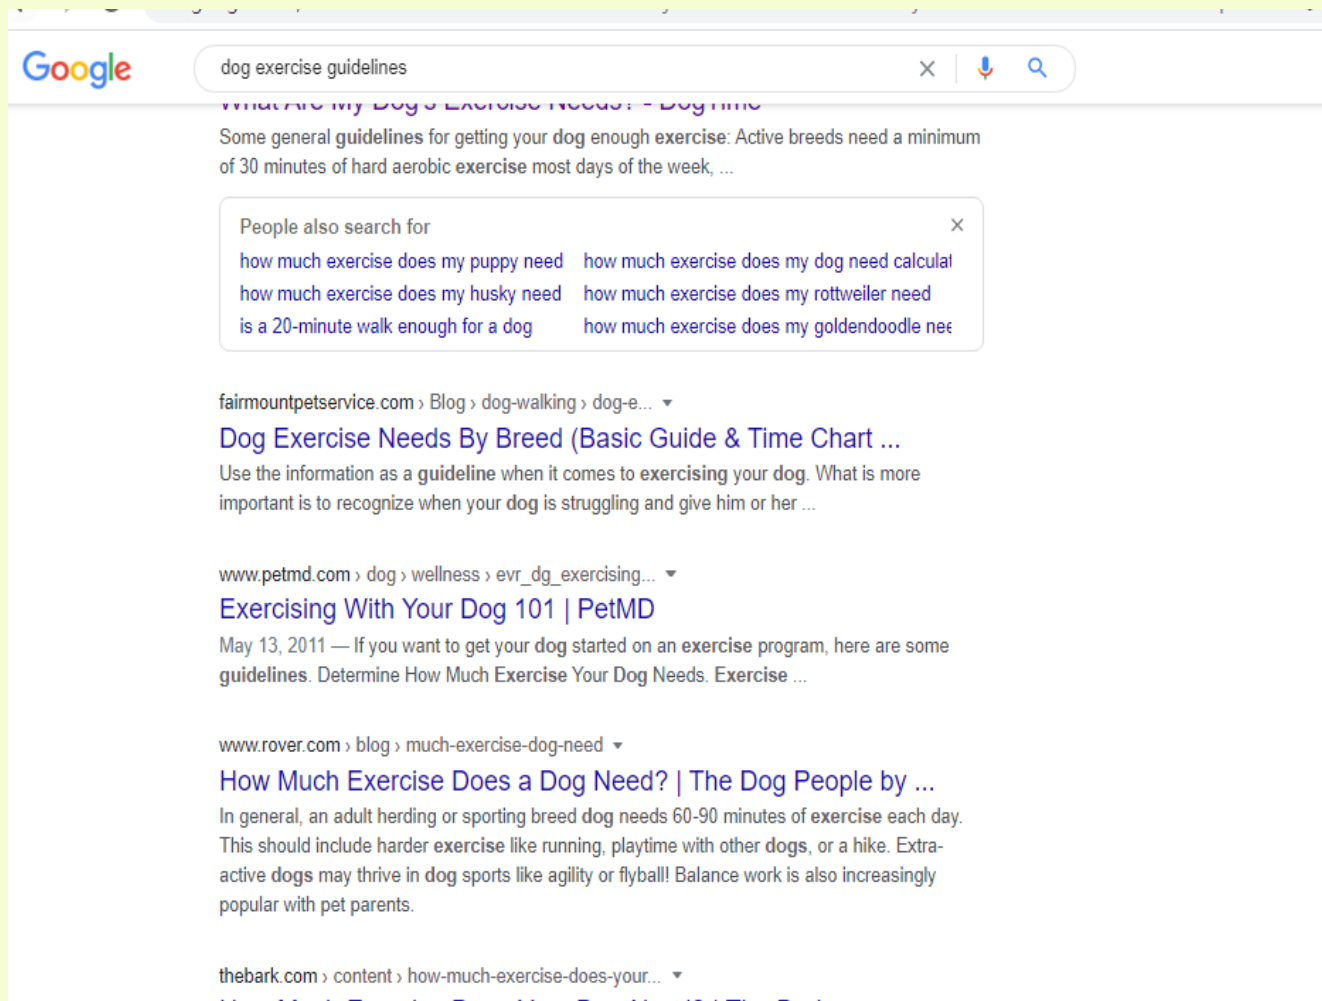 Google
dog exercise guidelines
What Are My Dog's Exercise Needs? - DogTime
Some general guidelines for getting your dog enough exercise: Active breeds need a minimum
of 30 minutes of hard aerobic exercise most days of the week, ...
People also search for
how much exercise does my puppy need how much exercise does my dog need calculat
how much exercise does my husky need how much exercise does my rottweiler need
is a 20-minute walk enough for a dog how much exercise does my goldendoodle nee
fairmountpetservice.com › Blog › dog-walking › dog-e...
Dog Exercise Needs By Breed (Basic Guide & Time Chart ...
Use the information as a guideline when it comes to exercising your dog. What is more
important is to recognize when your dog is struggling and give him or her ...
www.petmd.com › dog › wellness › evr_dg_exercising...
Exercising With Your Dog 101 | PetMD
May 13, 2011 — If you want to get your dog started on an exercise program, here are some
guidelines. Determine How Much Exercise Your Dog Needs. Exercise ...
www.rover.com › blog › much-exercise-dog-need
How Much Exercise Does a Dog Need? | The Dog People by ...
In general, an adult herding or sporting breed dog needs 60-90 minutes of exercise each day.
This should include harder exercise like running, playtime with other dogs, or a hike. Extra-
active dogs may thrive in dog sports like agility or flyball! Balance work is also increasingly
popular with pet parents.
thebark.com › content › how-much-exercise-does-your...